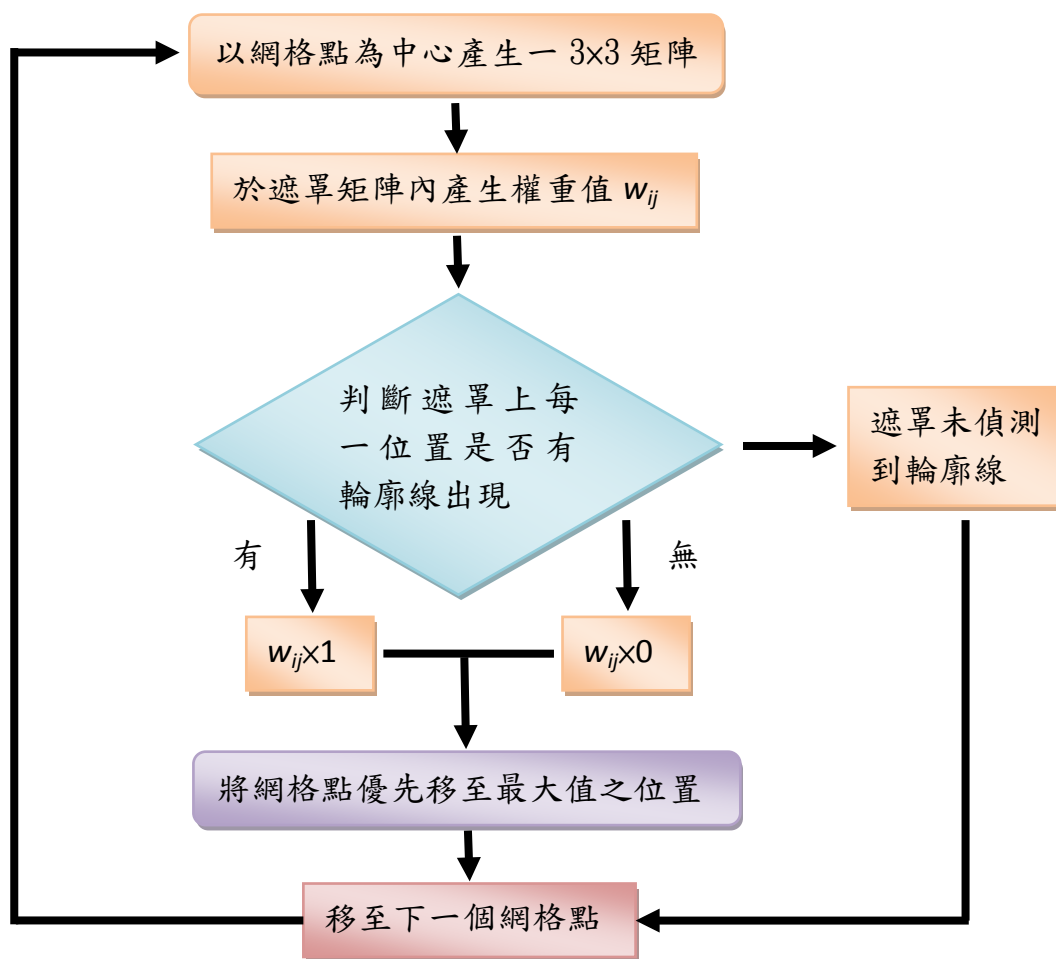 以網格點為中心產生一 3×3 矩陣
於遮罩矩陣內產生權重值 wij
判斷遮罩上每
一位置是否有
輪廓線出現
遮罩未偵測
到輪廓線
有
無
wij×1
wij×0
將網格點優先移至最大值之位置
移至下一個網格點